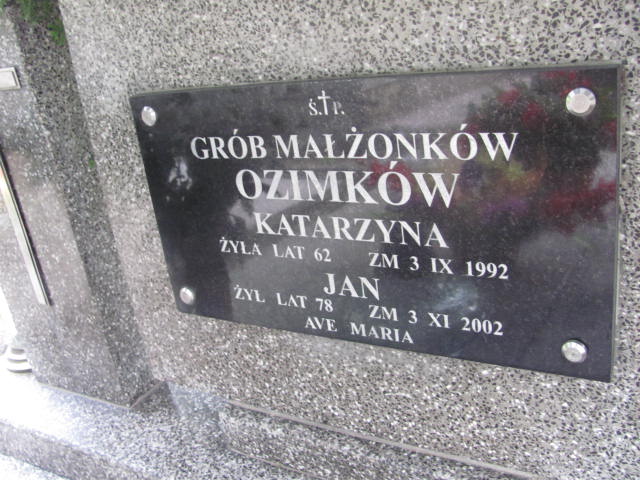 Ś.†P.
GRÓB MAŁŻONKÓW
OZIMKÓW
KATARZYNA
ŻYŁA LAT 62 ZM 3 IX 1992
JAN
ŻYŁ LAT 78 ZM 3 XI 2002
AVE MARIA